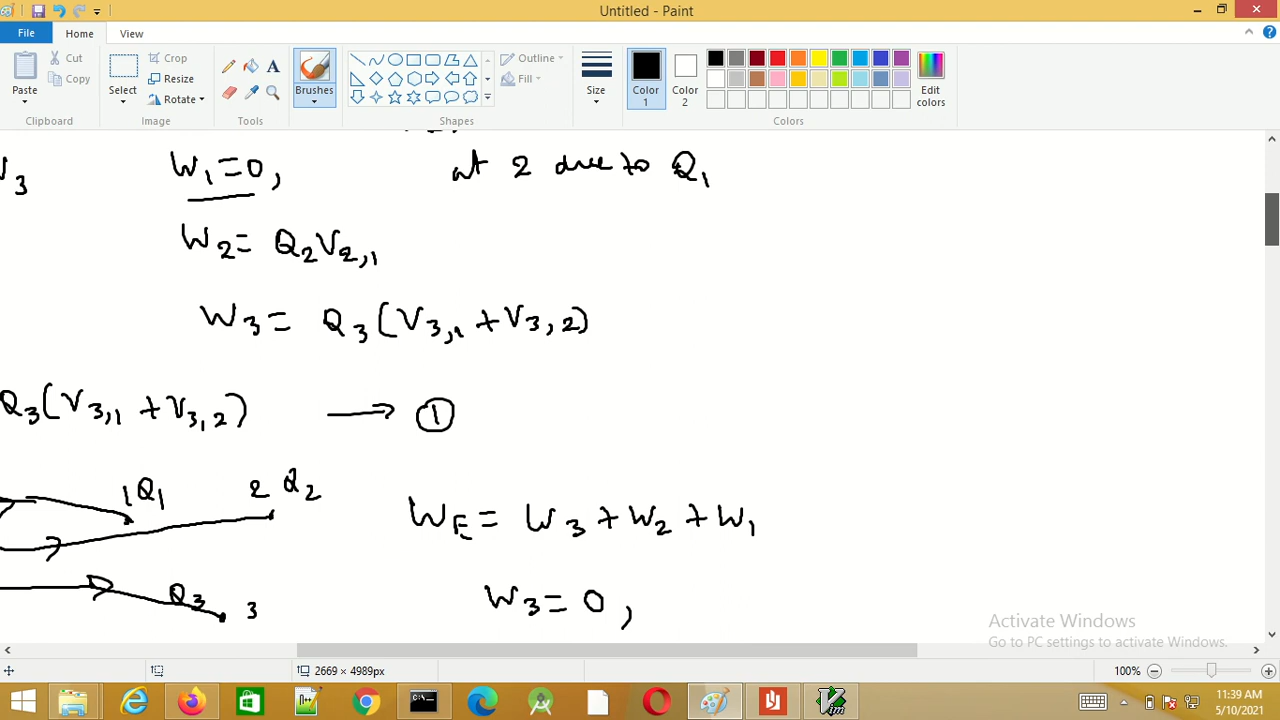 Untitled - Paint
File Home View
Cut
Copy
Paste
Clipboard
Select
Crop
Resize
Rotate
Image
Tools
Brushes
Outline
Fill
Shapes
Size
Color 1
Color 2
Edit colors
Colors
V3 W1=0, at 2 due to Q1
W2= Q2V2,1
W3= Q3(V3,1+V3,2)
Q3(V3,1 +V3,2) → ①
1 Q1 2 Q2
WE= W3+W2+W1
Q3 3
W3=0,
Activate Windows
Go to PC settings to activate Windows.
2669 × 4989px
100%
11:39 AM
5/10/2021